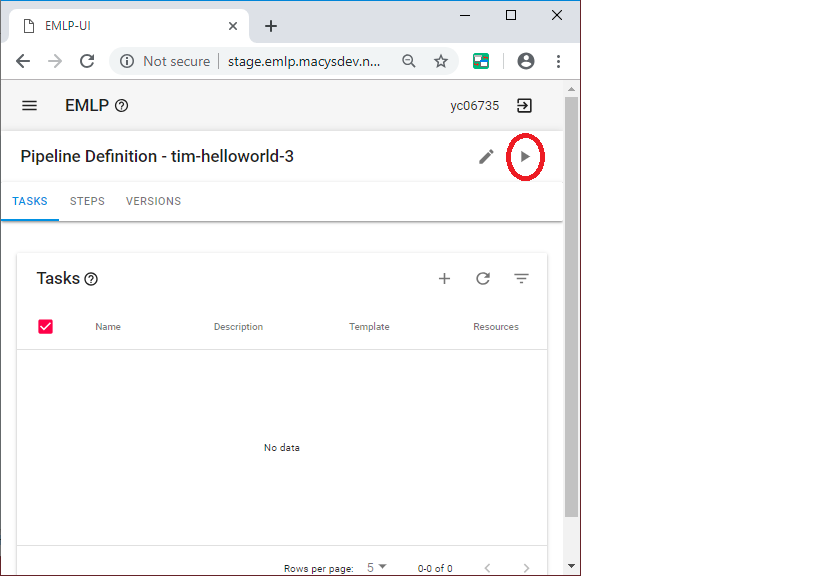 EMLP-UI
Not secure stage.emlp.macysdev.n...
EMLP yc06735
Pipeline Definition - tim-helloworld-3
TASKS STEPS VERSIONS
Tasks
Name Description Template Resources
No data
Rows per page: 5 0-0 of 0